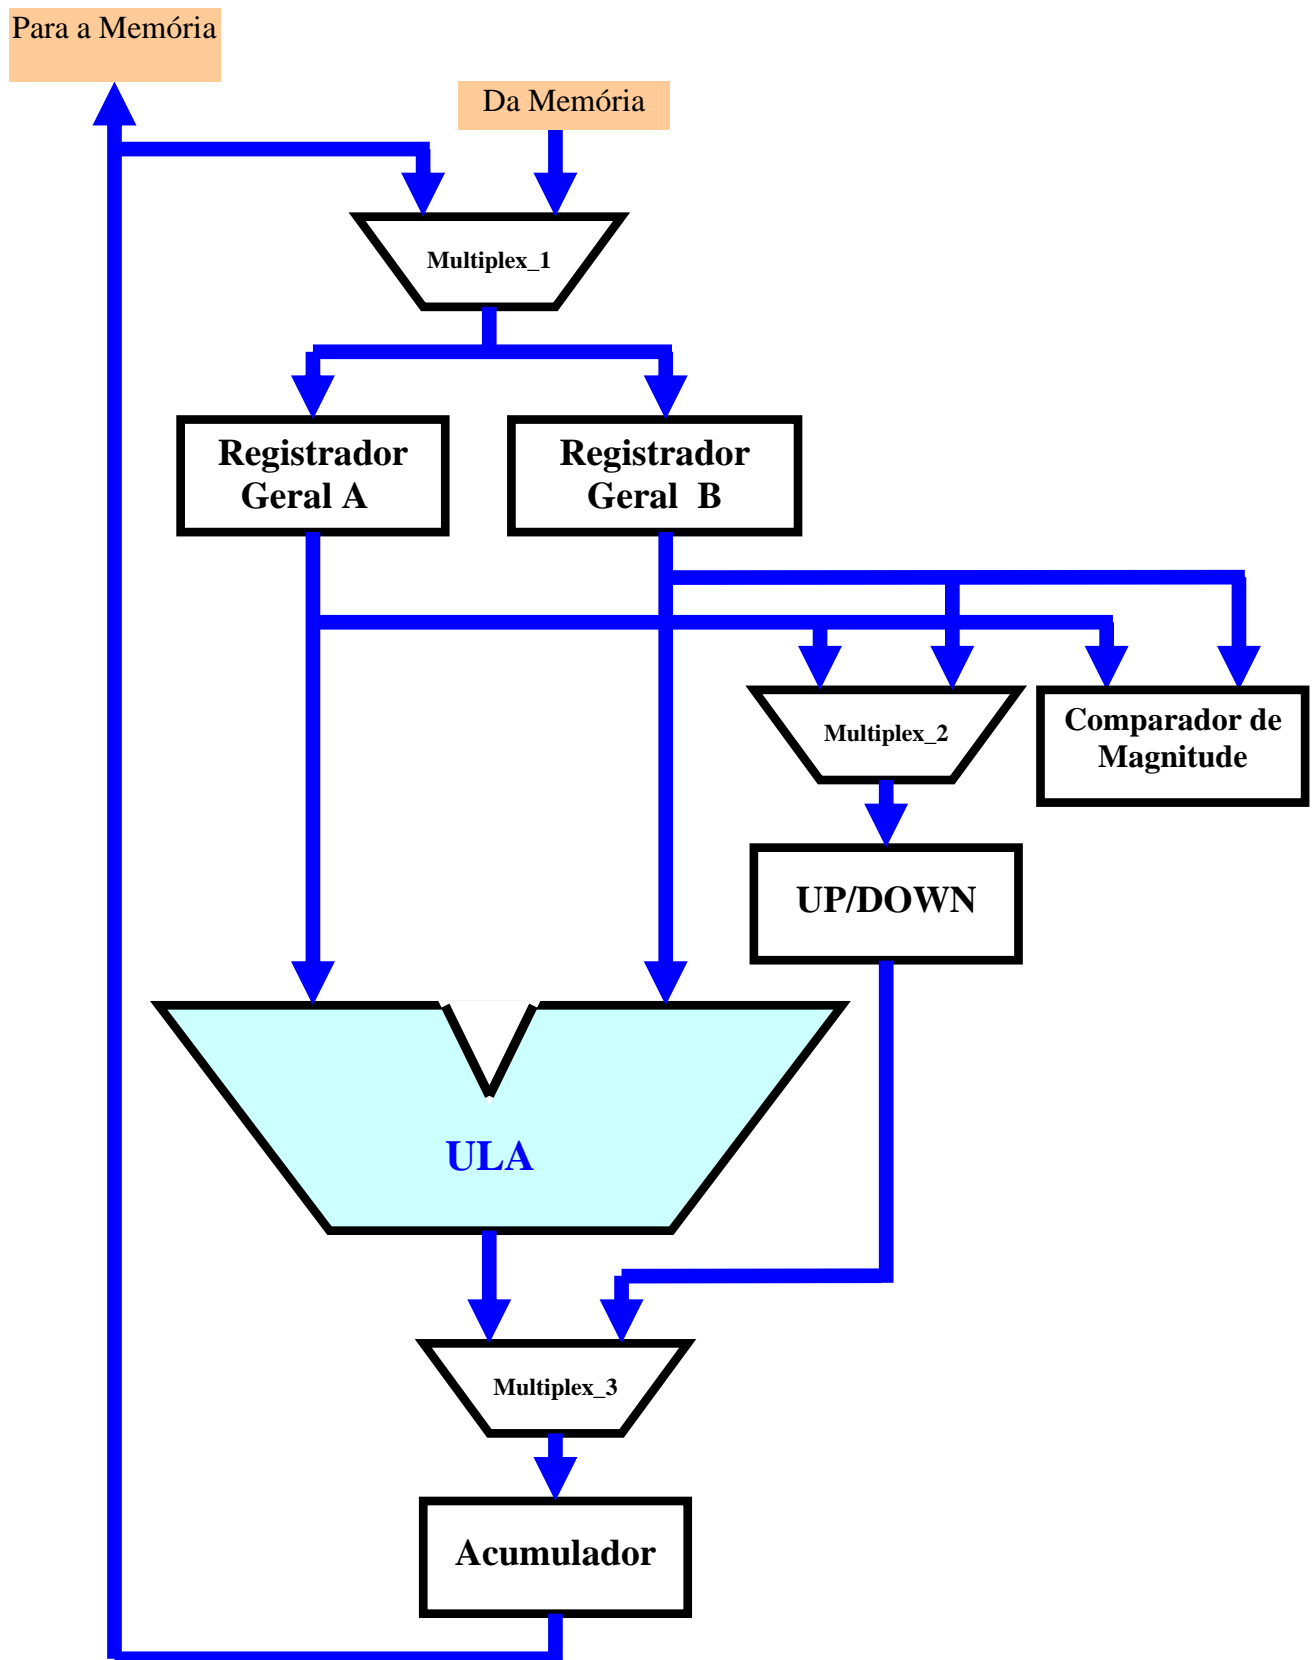 Para a Memória
Da Memória
Multiplex_1
Registrador
Geral A
Registrador
Geral  B
Multiplex_2
Comparador de
Magnitude
UP/DOWN
ULA
Multiplex_3
Acumulador